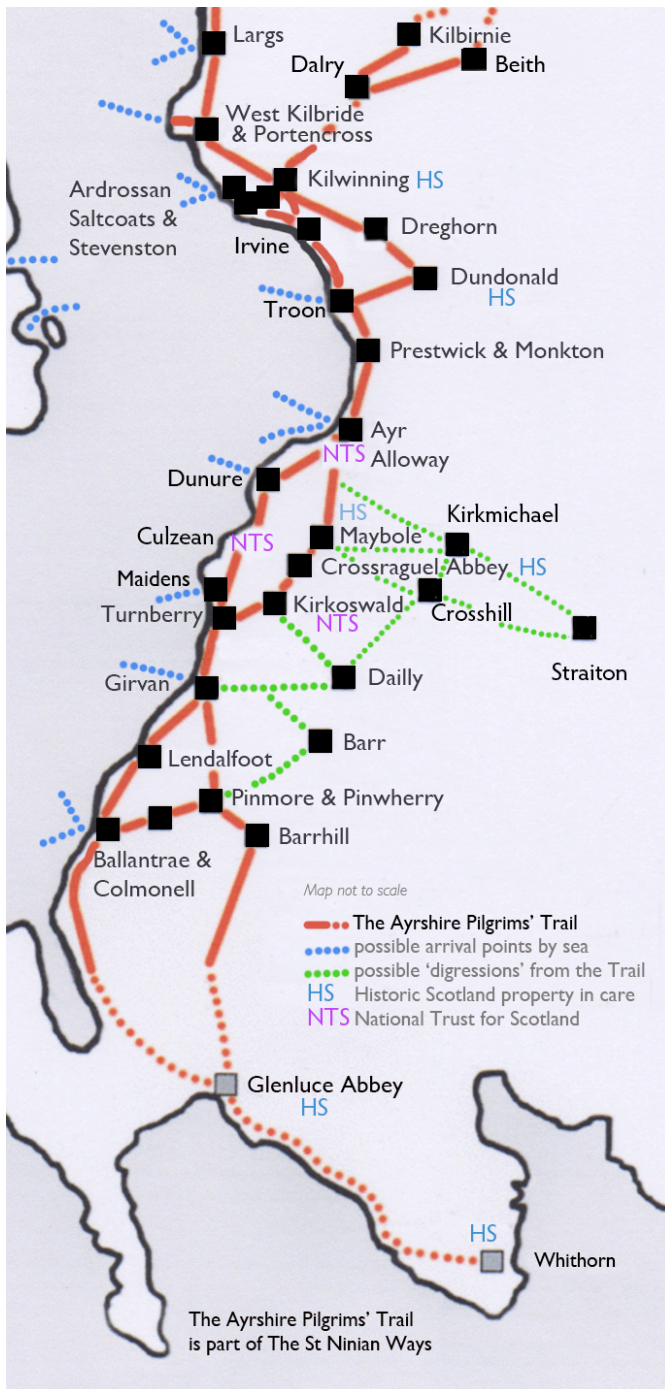 Largs
Kilbirnie
Dalry
Beith
West Kilbride
& Portencross
Kilwinning HS
Ardrossan
Saltcoats &
Stevenston
Dreghorn
Irvine
Dundonald
HS
Troon
Prestwick & Monkton
Ayr
NTS Alloway
Dunure
HS
Kirkmichael
Culzean NTS
Maybole
Crossraguel Abbey HS
Maidens
Turnberry
Kirkoswald
NTS
Crosshill
Straiton
Girvan
Dailly
Barr
Lendalfoot
Pinmore & Pinwherry
Barrhill
Ballantrae &
Colmonell
Map not to scale
The Ayrshire Pilgrims' Trail
possible arrival points by sea
possible 'digressions' from the Trail
HS Historic Scotland property in care
NTS National Trust for Scotland
Glenluce Abbey
HS
HS
Whithorn
The Ayrshire Pilgrims' Trail
is part of The St Ninian Ways